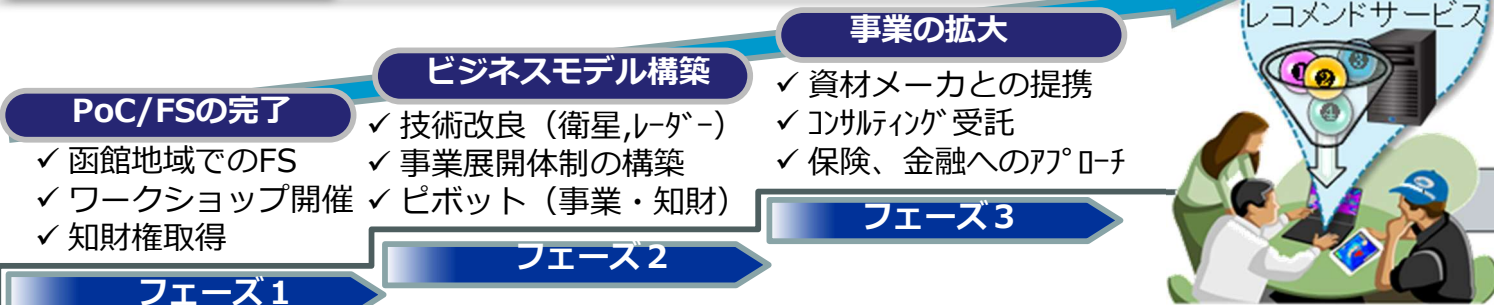 PoC/FSの完了
✓ 函館地域でのFS
✓ ワークショップ開催
✓ 知財権取得
フェーズ１
ビジネスモデル構築
✓ 技術改良（衛星,ﾚｰﾀﾞｰ）
✓ 事業展開体制の構築
✓ ピボット（事業・知財）
フェーズ２
事業の拡大
✓ 資材メーカとの提携
✓ ｺﾝｻﾙﾃｨﾝｸﾞ受託
✓ 保険、金融へのｱﾌﾟﾛｰﾁ
フェーズ３
レコメンドサービス
1 2 3
4